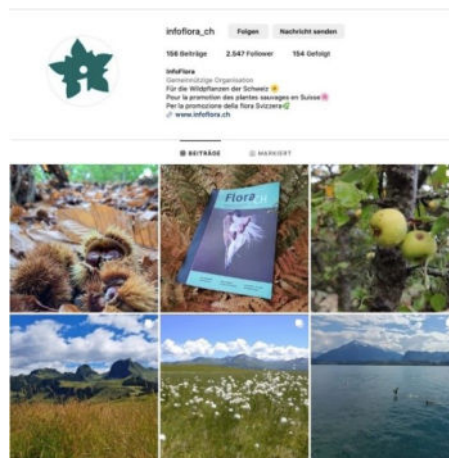 infoflora_ch Folgen Nachricht senden
156 Beiträge 2.547 Follower 154 Gefolgt
InfoFlora
Gemeinnützige Organisation
Für die Wildpflanzen der Schweiz
Pour la promotion des plantes sauvages en Suisse
Per la promozione della flora Svizzera
www.infoflora.ch
BEITRÄGE MARKIERT
Flora